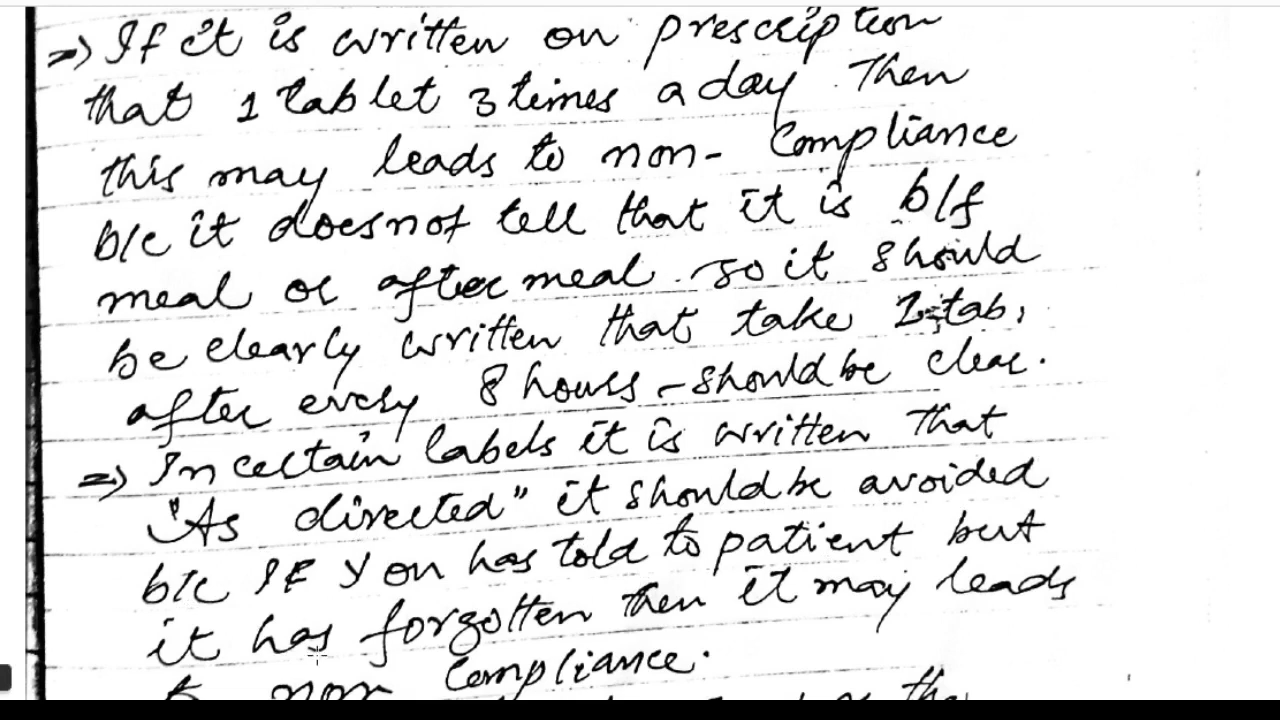 => If it is written on prescription
that 1 tablet 3 times a day. Then
this may leads to non-Compliance
b/c it doesnot tell that it is b/f
meal or after meal. so it should
be clearly written that take 1 tab,
after every 8 hours - should be clear.
=> In certain labels it is written that
"As directed" it should be avoided
b/c If you has told to patient but
it has forgotten then it may leads
to non Compliance.
the